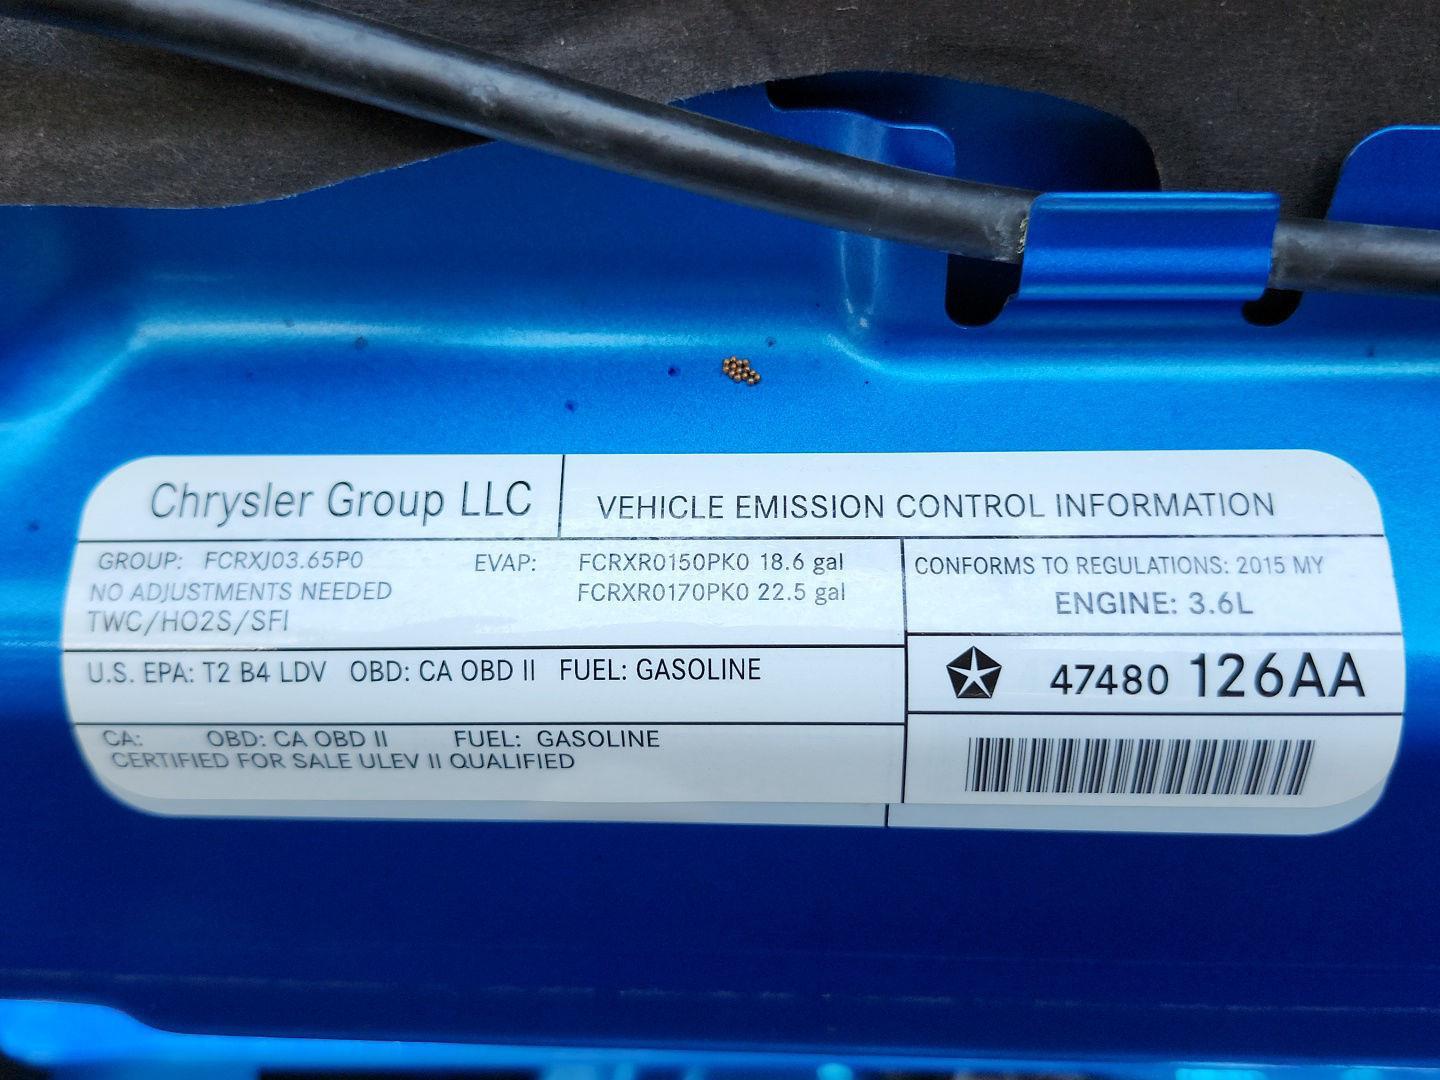 Chrysler Group LLC
VEHICLE EMISSION CONTROL INFORMATION
GROUP: FCRXJ03.65P0
NO ADJUSTMENTS NEEDED
TWC/HO2S/SFI
EVAP: FCRXR0150PK0 18.6 gal
FCRXR0170PK0 22.5 gal
CONFORMS TO REGULATIONS: 2015 MY
ENGINE: 3.6L
U.S. EPA: T2 B4 LDV OBD: CA OBD II FUEL: GASOLINE
47480 126AA
CA: OBD: CA OBD II FUEL: GASOLINE
CERTIFIED FOR SALE ULEV II QUALIFIED